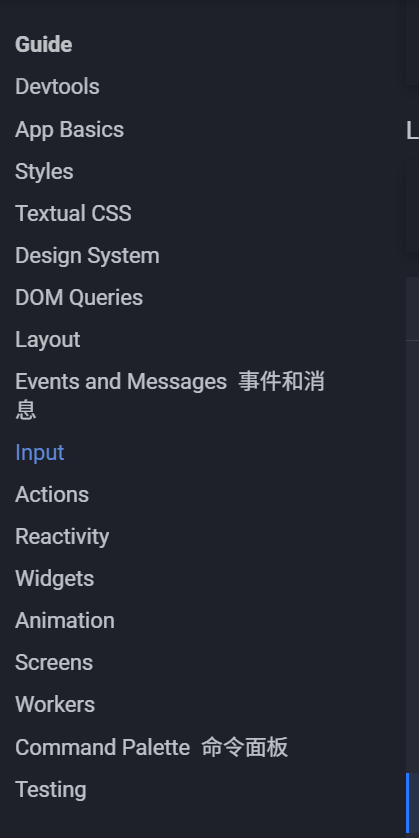 Guide
Devtools
App Basics
Styles
Textual CSS
Design System
DOM Queries
Layout
Events and Messages 事件和消
息
Input
Actions
Reactivity
Widgets
Animation
Screens
Workers
Command Palette 命令面板
Testing
L